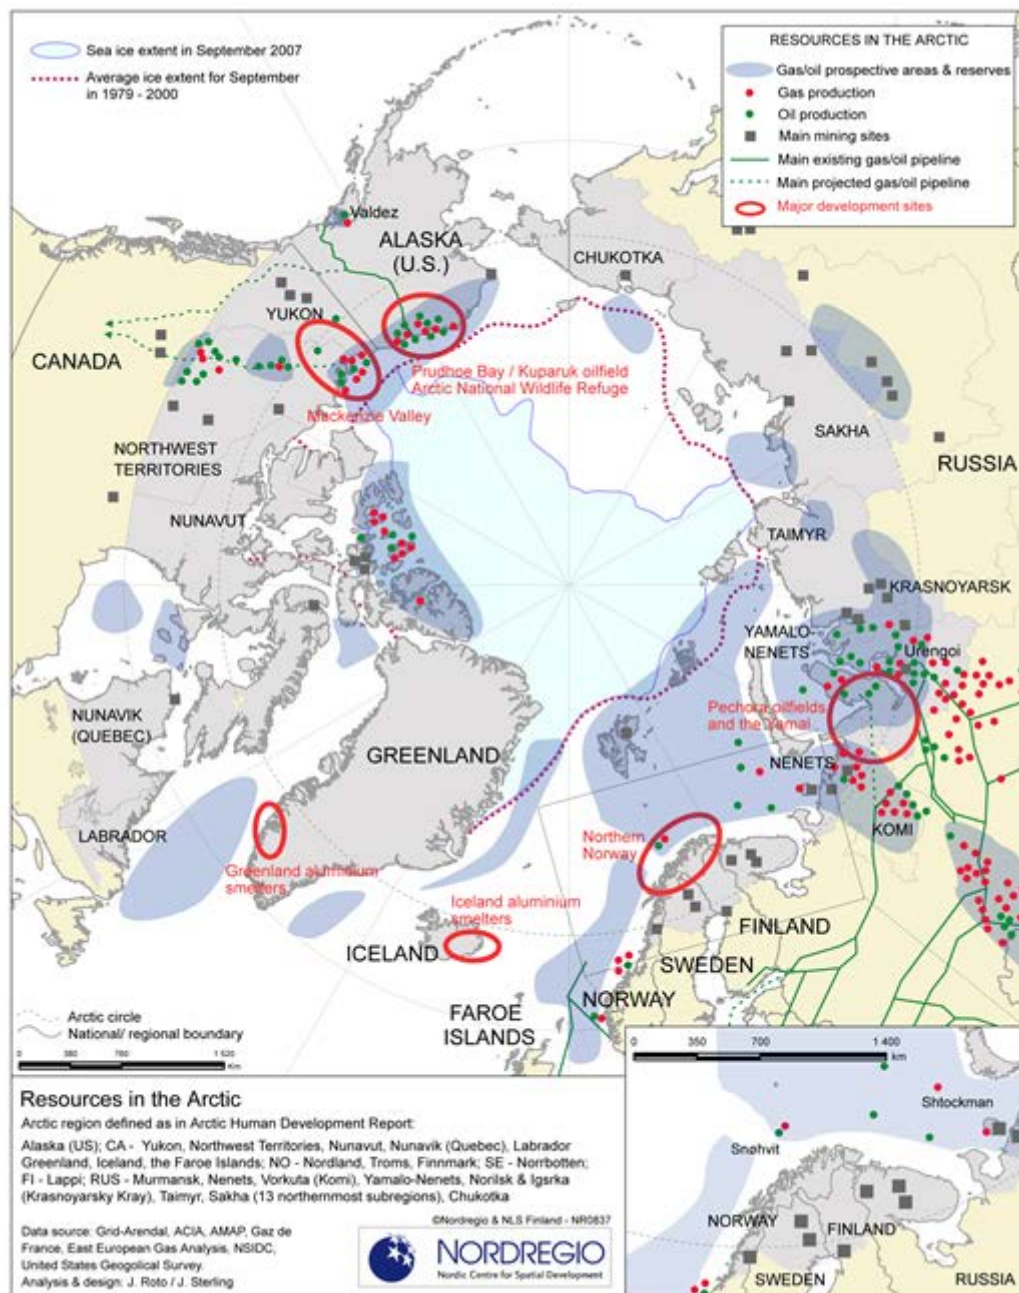 Sea ice extent in September 2007
Average ice extent for September
in 1979 - 2000
RESOURCES IN THE ARCTIC
Gas/oil prospective areas & reserves
Gas production
Oil production
Main mining sites
Main existing gas/oil pipeline
Main projected gas/oil pipeline
Major development sites
Valdez
ALASKA
(U.S.)
CHUKOTKA
YUKON
CANADA
Prudhoe Bay / Kuparuk oilfield
Arctic National Wildlife Refuge
Mackenzie Valley
NORTHWEST
TERRITORIES
SAKHA
RUSSIA
NUNAVUT
TAIMYR
KRASNOYARSK
YAMALO-
NENETS
Urengoi
NUNAVIK
(QUEBEC)
Pechora oilfields
and the Yamal
GREENLAND
NENETS
LABRADOR
KOMI
Northern
Norway
Greenland aluminium
smelters
Iceland aluminium
smelters
FINLAND
ICELAND
SWEDEN
NORWAY
FAROE
ISLANDS
Arctic circle
National/ regional boundary
0 380 760 1 520
Km
0 350 700 1 400
km
Shtockman
Snøhvit
NORWAY
FINLAND
SWEDEN
RUSSIA
Resources in the Arctic
Arctic region defined as in Arctic Human Development Report:
Alaska (US); CA - Yukon, Northwest Territories, Nunavut, Nunavik (Quebec), Labrador
Greenland, Iceland, the Faroe Islands; NO - Nordland, Troms, Finnmark; SE - Norrbotten;
FI - Lappi; RUS - Murmansk, Nenets, Vorkuta (Komi), Yamalo-Nenets, Norilsk & Igsrka
(Krasnoyarsky Kray), Taimyr, Sakha (13 northernmost subregions), Chukotka
©Nordregio & NLS Finland - NR0837
Data source: Grid-Arendal, ACIA, AMAP, Gaz de
France, East European Gas Analysis, NSIDC,
United States Geogolical Survey.
Analysis & design: J. Roto / J. Sterling
NORDREGIO
Nordic Centre for Spatial Development